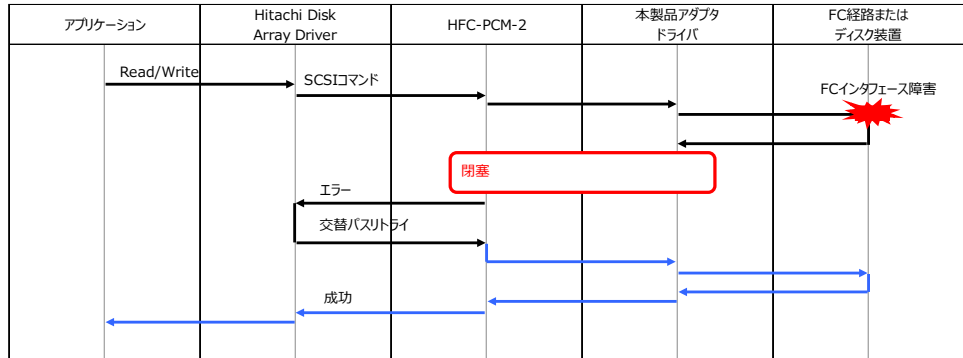 アプリケーション
Hitachi Disk
Array Driver
HFC-PCM-2
本製品アダプタ
ドライバ
FC経路または
ディスク装置
Read/Write
SCSIコマンド
FCインタフェース障害
閉塞
エラー
交替パスリトライ
成功